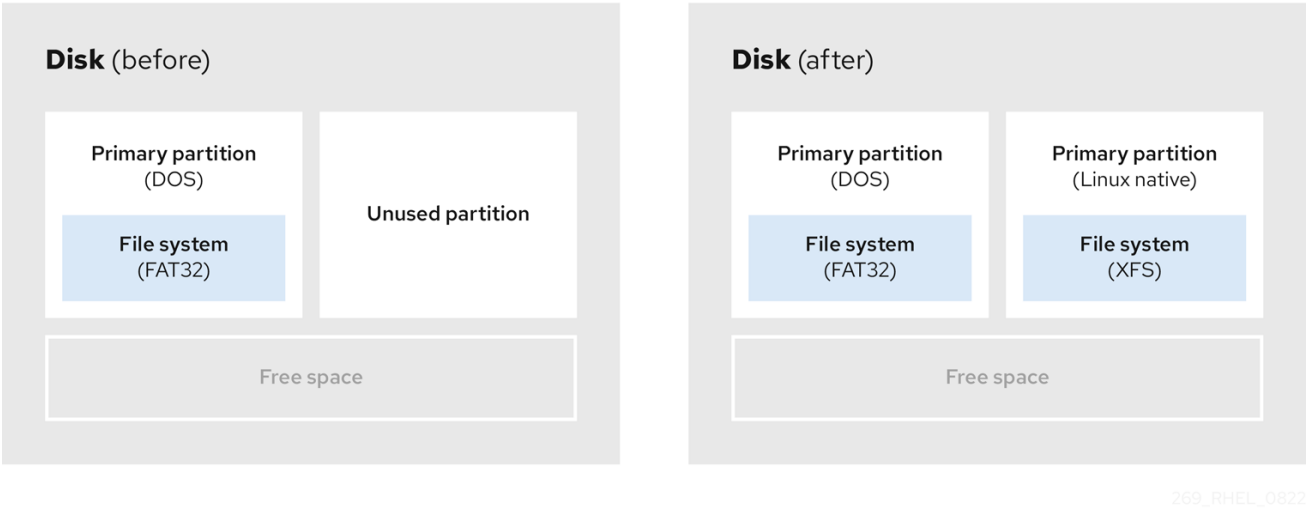 Disk (before)
Primary partition
(DOS)
File system
(FAT32)
Unused partition
Free space
Disk (after)
Primary partition
(DOS)
File system
(FAT32)
Primary partition
(Linux native)
File system
(XFS)
Free space
269_RHEL_0822